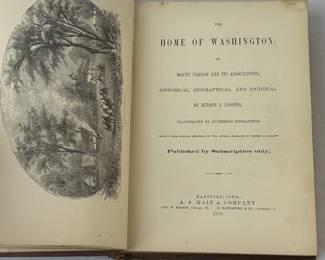 THE
HOME OF WASHINGTON;
OR
MOUNT VERNON AND ITS ASSOCIATIONS,
HISTORICAL, BIOGRAPHICAL, AND PICTORIAL.
BY BENSON J. LOSSING.
ILLUSTRATED BY NUMEROUS ENGRAVINGS
Published by Subscription only,
HARTFORD, CONN.:
A. S. HALE & COMPANY.
1870.